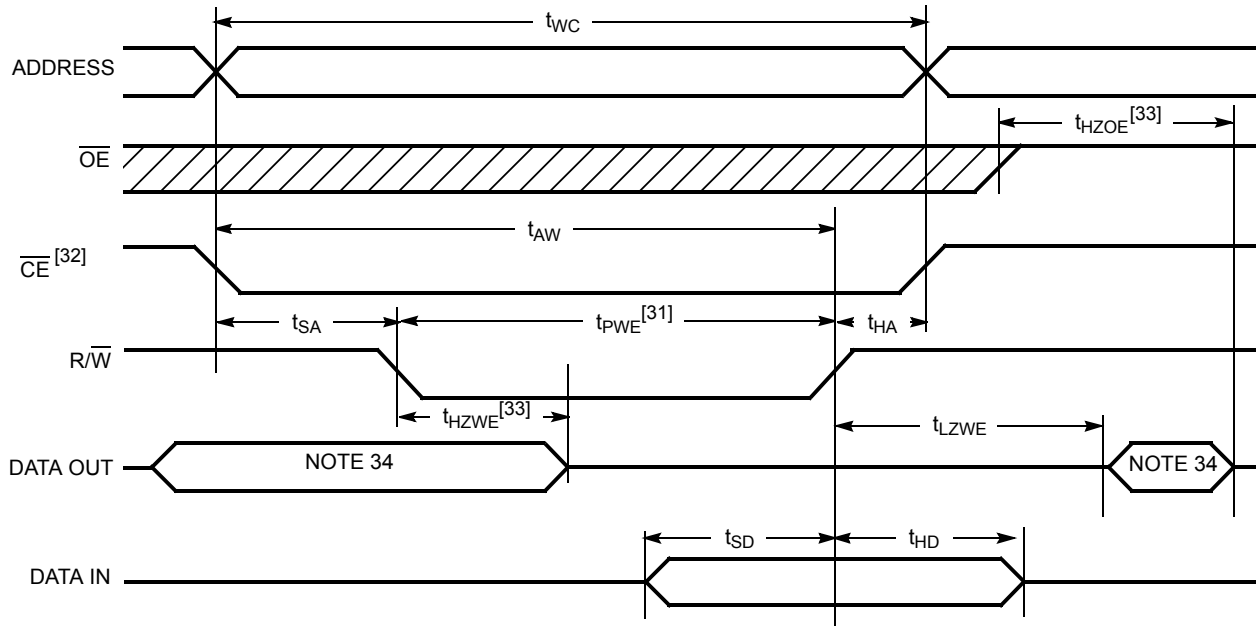 tWC
ADDRESS
tHZOE[33]
OE
tAW
CE[32]
tSA
tPWE[31]
tHA
R/W
tHZWE[33]
tLZWE
DATA OUT
NOTE 34
NOTE 34
tSD
tHD
DATA IN